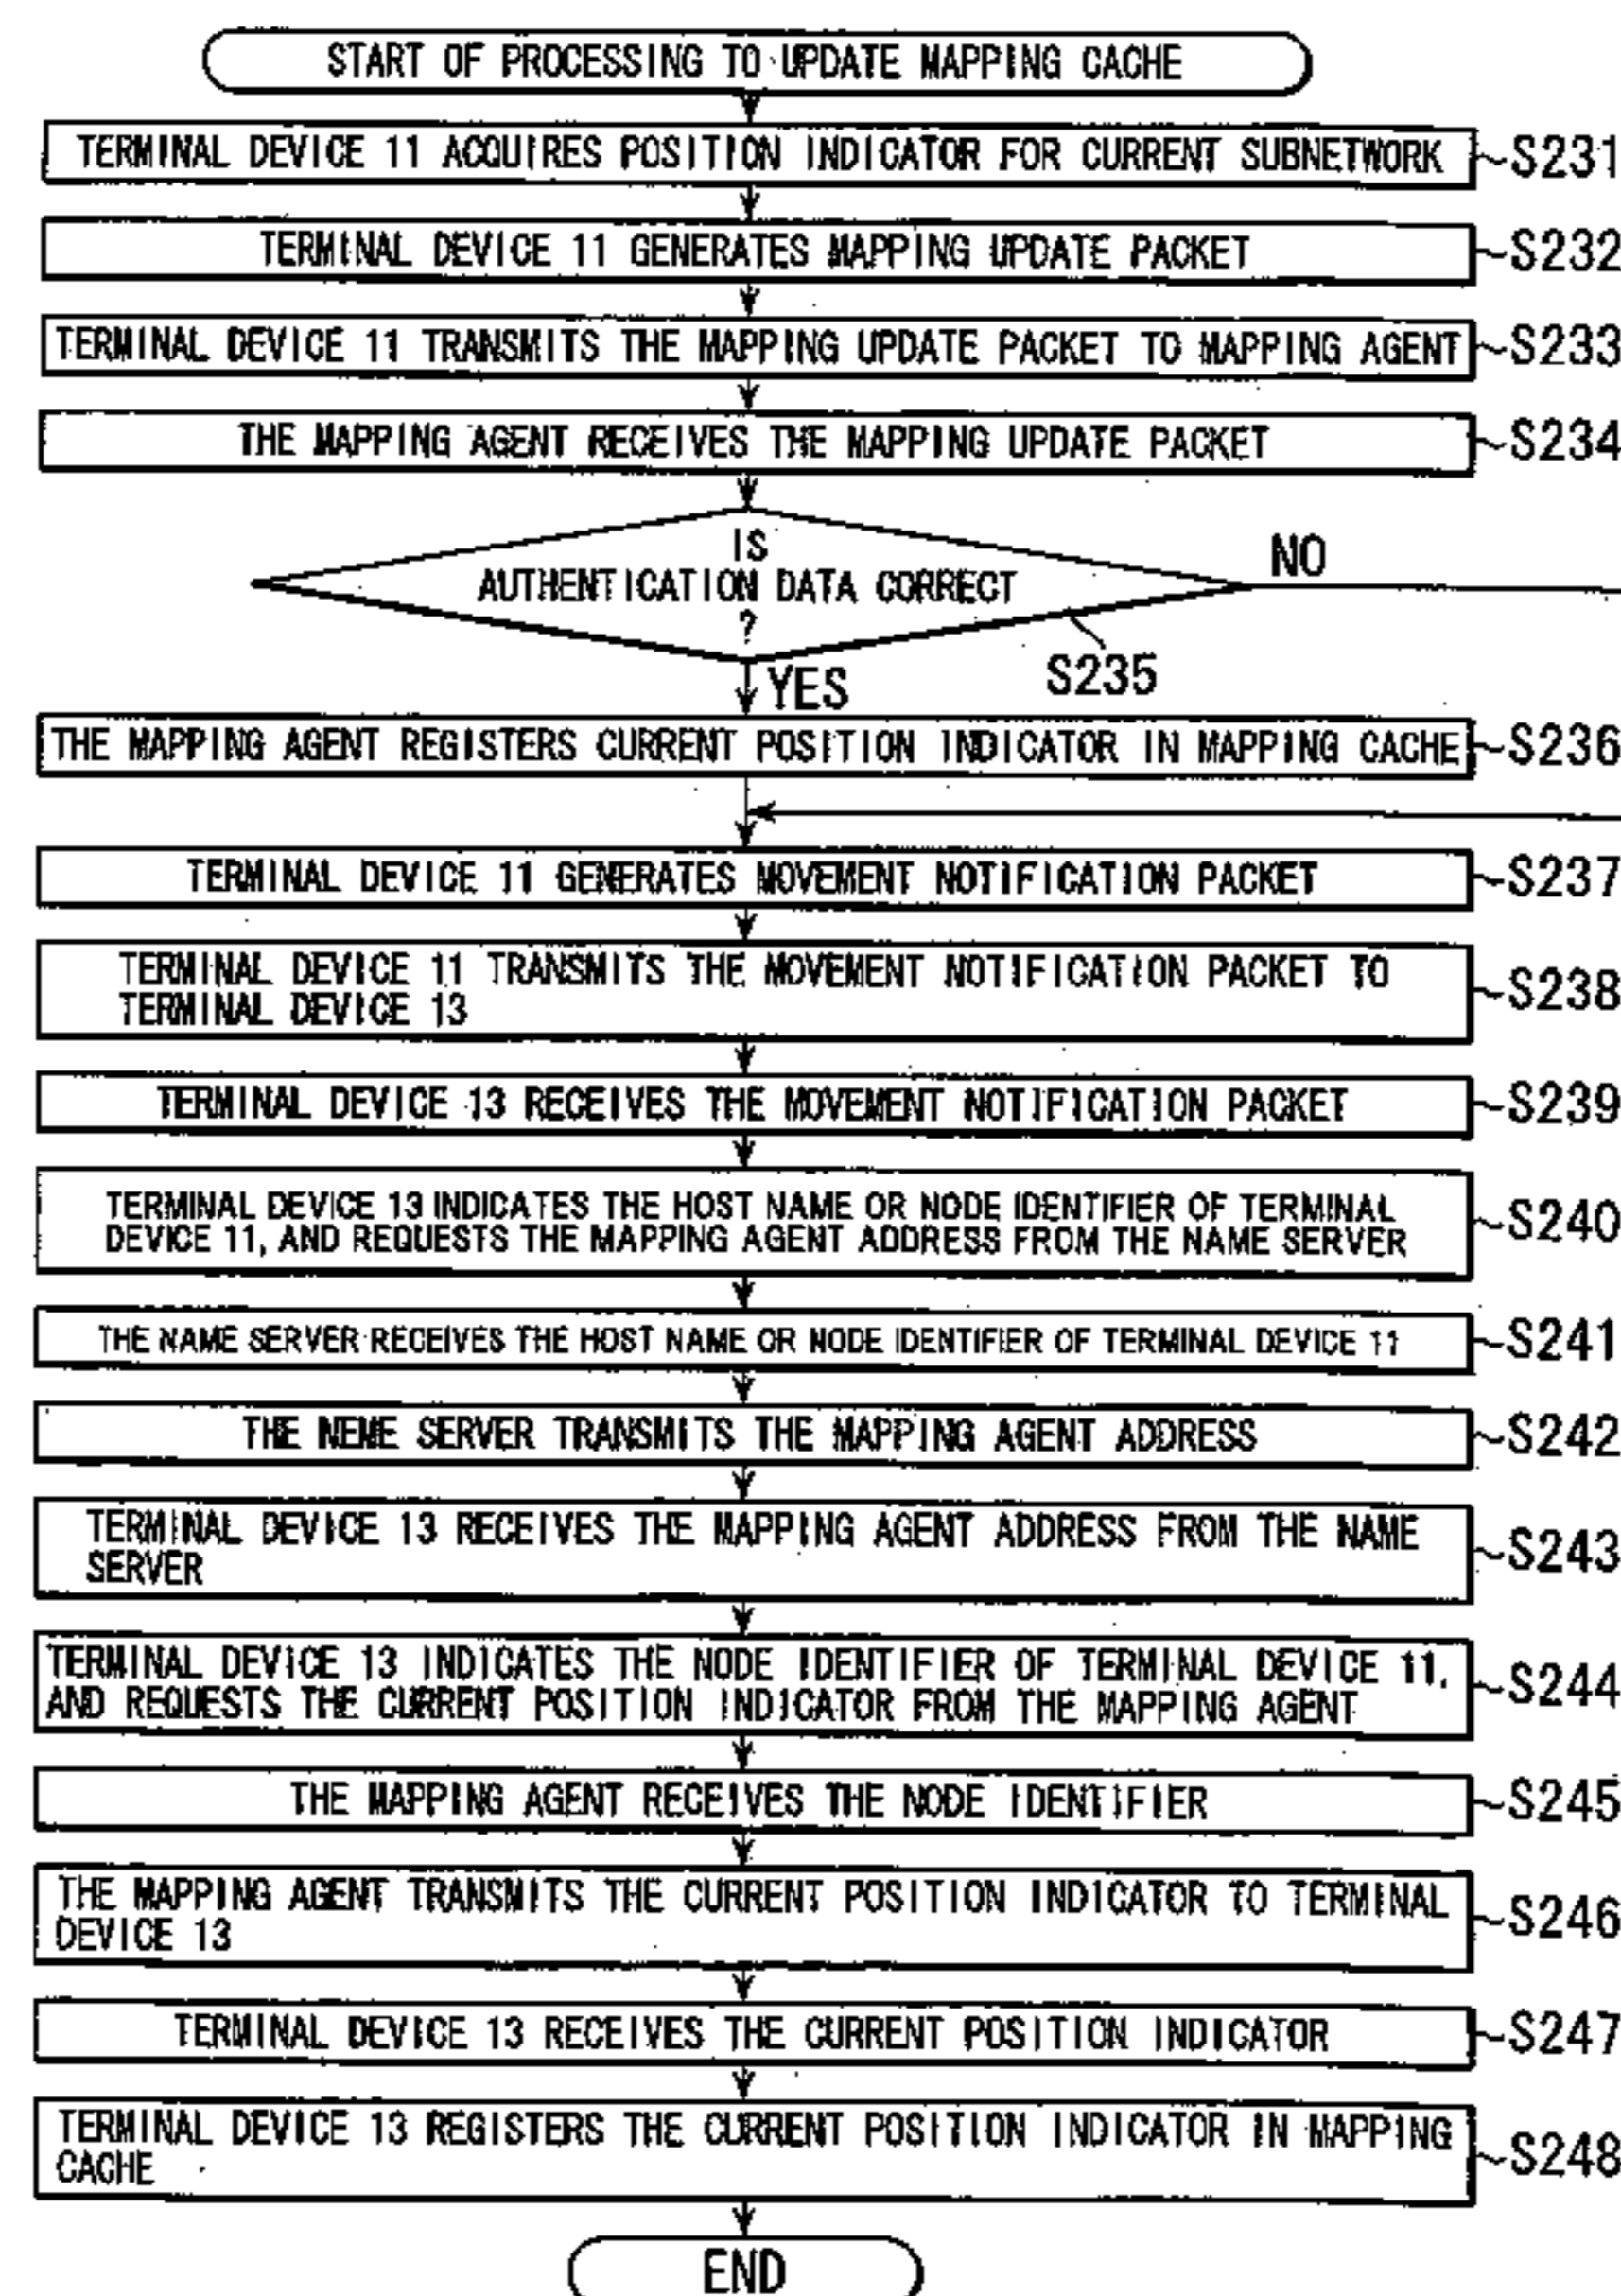 START OF PROCESSING TO UPDATE MAPPING CACHE
TERMINAL DEVICE 11 ACQUIRES POSITION INDICATOR FOR CURRENT SUBNETWORK
S231
TERMINAL DEVICE 11 GENERATES MAPPING UPDATE PACKET
S232
TERMINAL DEVICE 11 TRANSMITS THE MAPPING UPDATE PACKET TO MAPPING AGENT
S233
THE MAPPING AGENT RECEIVES THE MAPPING UPDATE PACKET
S234
IS
AUTHENTICATION DATA CORRECT
?
NO
S235
YES
THE MAPPING AGENT REGISTERS CURRENT POSITION INDICATOR IN MAPPING CACHE
S236
TERMINAL DEVICE 11 GENERATES MOVEMENT NOTIFICATION PACKET
S237
TERMINAL DEVICE 11 TRANSMITS THE MOVEMENT NOTIFICATION PACKET TO
TERMINAL DEVICE 13
S238
TERMINAL DEVICE 13 RECEIVES THE MOVEMENT NOTIFICATION PACKET
S239
TERMINAL DEVICE 13 INDICATES THE HOST NAME OR NODE IDENTIFIER OF TERMINAL
DEVICE 11, AND REQUESTS THE MAPPING AGENT ADDRESS FROM THE NAME SERVER
S240
THE NAME SERVER RECEIVES THE HOST NAME OR NODE IDENTIFIER OF TERMINAL DEVICE 11
S241
THE NEME SERVER TRANSMITS THE MAPPING AGENT ADDRESS
S242
TERMINAL DEVICE 13 RECEIVES THE MAPPING AGENT ADDRESS FROM THE NAME
SERVER
S243
TERMINAL DEVICE 13 INDICATES THE NODE IDENTIFIER OF TERMINAL DEVICE 11,
AND REQUESTS THE CURRENT POSITION INDICATOR FROM THE MAPPING AGENT
S244
THE MAPPING AGENT RECEIVES THE NODE IDENTIFIER
S245
THE MAPPING AGENT TRANSMITS THE CURRENT POSITION INDICATOR TO TERMINAL
DEVICE 13
S246
TERMINAL DEVICE 13 RECEIVES THE CURRENT POSITION INDICATOR
S247
TERMINAL DEVICE 13 REGISTERS THE CURRENT POSITION INDICATOR IN MAPPING
CACHE
S248
END